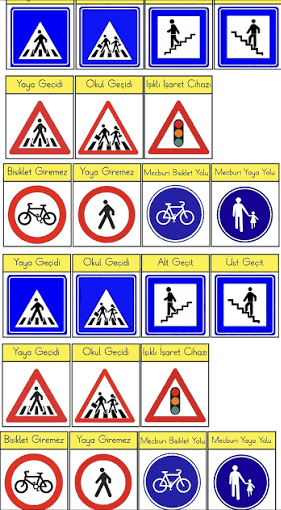 Yaya Geçidi Okul Geçidi Işıklı İşaret Cihazı
Bisiklet Giremez Yaya Giremez Mecburi Bisiklet Yolu Mecburi Yaya Yolu
Yaya Geçidi Okul Geçidi Alt Geçit Üst Geçit
Yaya Geçidi Okul Geçidi Işıklı İşaret Cihazı
Bisiklet Giremez Yaya Giremez Mecburi Bisiklet Yolu Mecburi Yaya Yolu